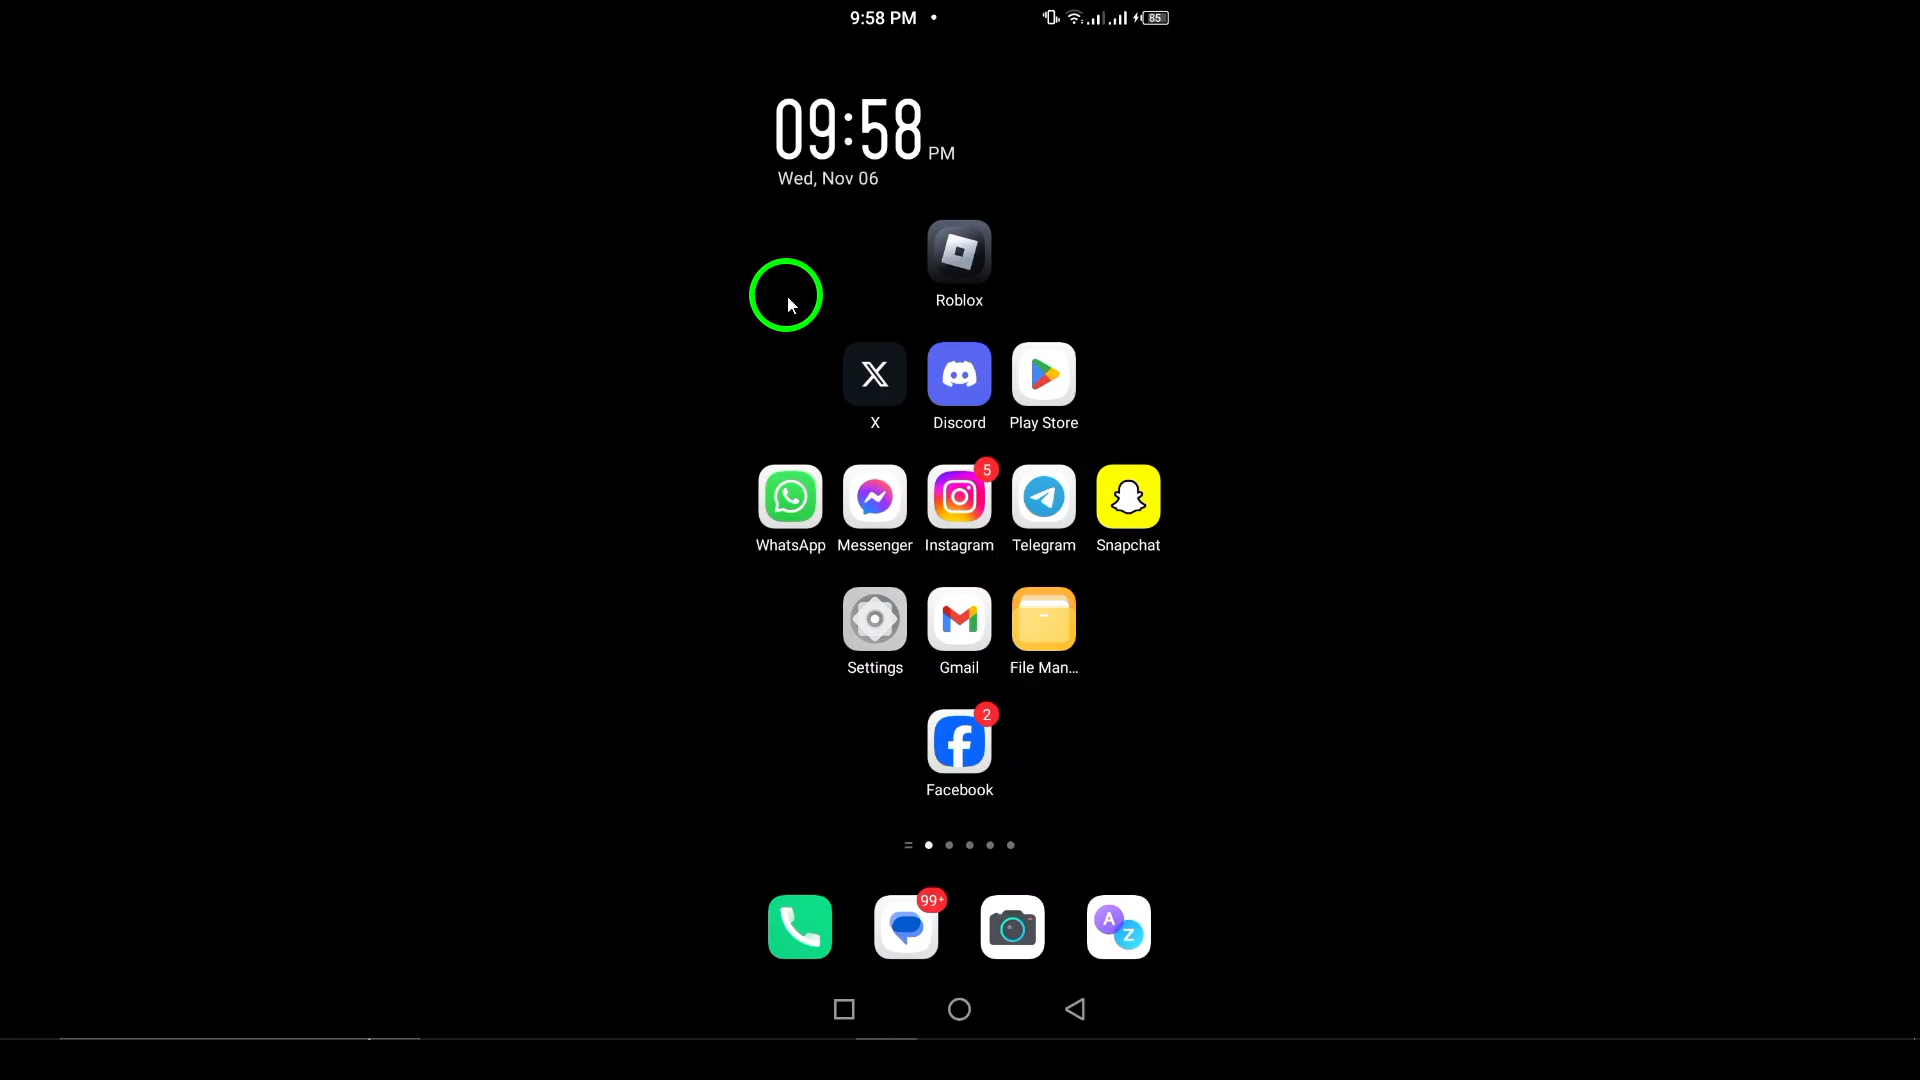 9:58 PM
85
09:58 PM
Wed, Nov 06
Roblox
X Discord Play Store
5
WhatsApp Messenger Instagram Telegram Snapchat
Settings Gmail File Man...
2
Facebook
99+
A Z